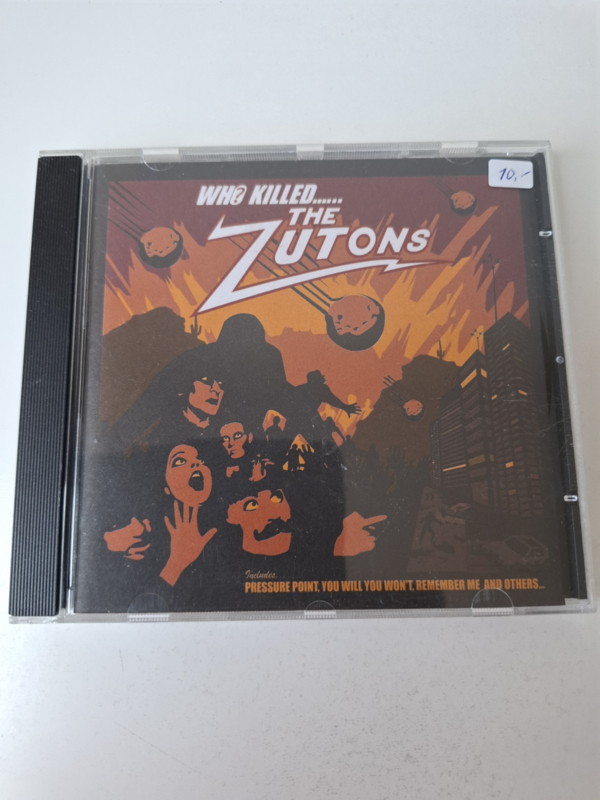 10,-
WHO KILLED......
THE
ZUTONS
Includes...
PRESSURE POINT, YOU WILL YOU WON'T, REMEMBER ME AND OTHERS...